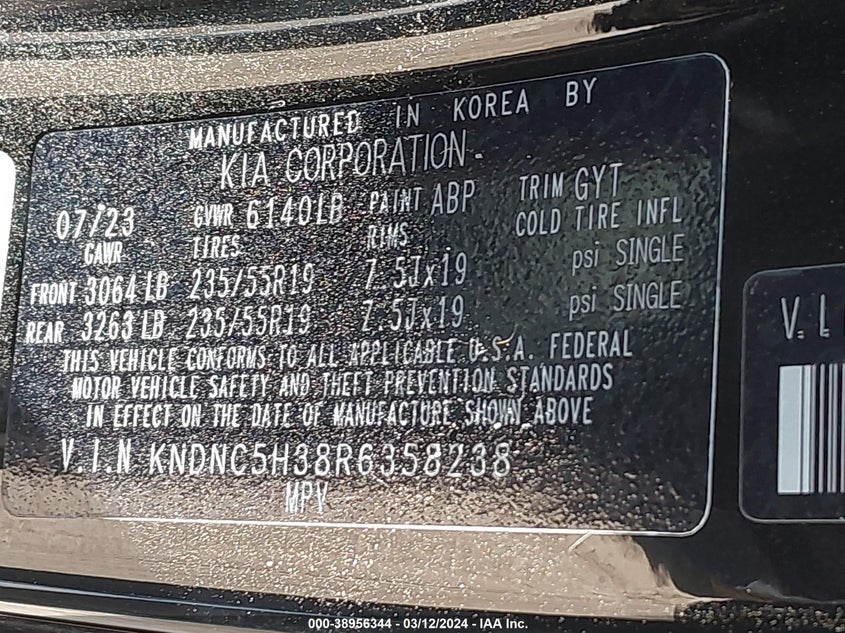 MANUFACTURED IN KOREA BY
KIA CORPORATION
07/23 GVWR 6140LB PAINT ABP TRIM GYT
GAWR TIRES RIMS COLD TIRE INFL
FRONT 3064 LB 235/55R19 7.5Jx19 psi SINGLE
REAR 3263 LB 235/55R19 7.5Jx19 psi SINGLE
THIS VEHICLE CONFORMS TO ALL APPLICABLE U.S.A. FEDERAL
MOTOR VEHICLE SAFETY AND THEFT PREVENTION STANDARDS
IN EFFECT ON THE DATE OF MANUFACTURE SHOWN ABOVE
V.I.N KNDNC5H38R6358238
MPV
V. I
000-38956344 — 03/12/2024 - IAA Inc.